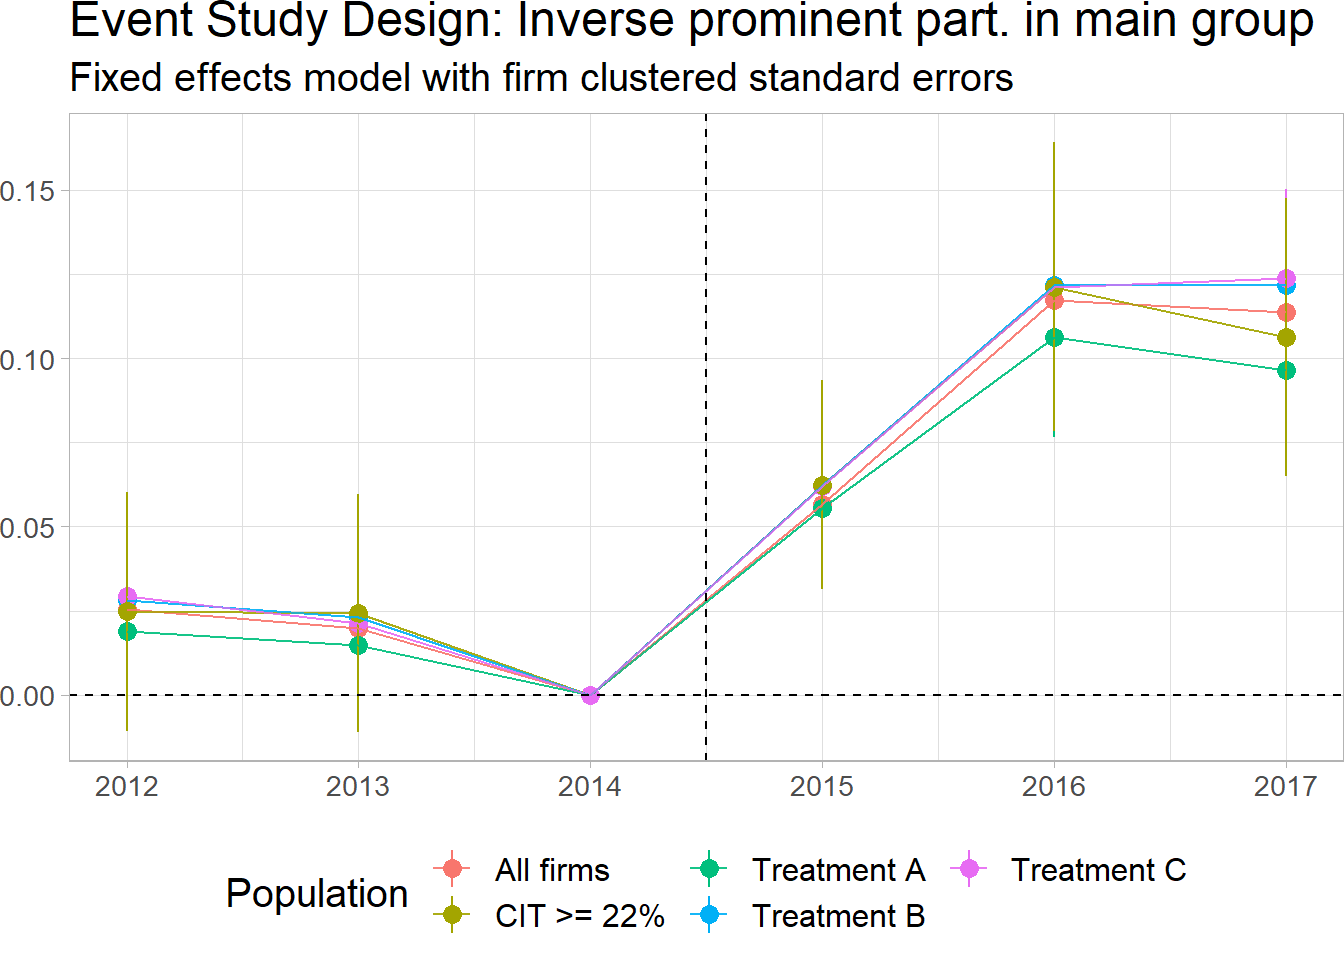 Event Study Design: Inverse prominent part. in main group
Fixed effects model with firm clustered standard errors
0.15
0.10
0.05
0.00
2012 2013 2014 2015 2016 2017
Population
All firms
CIT >= 22%
Treatment A
Treatment B
Treatment C